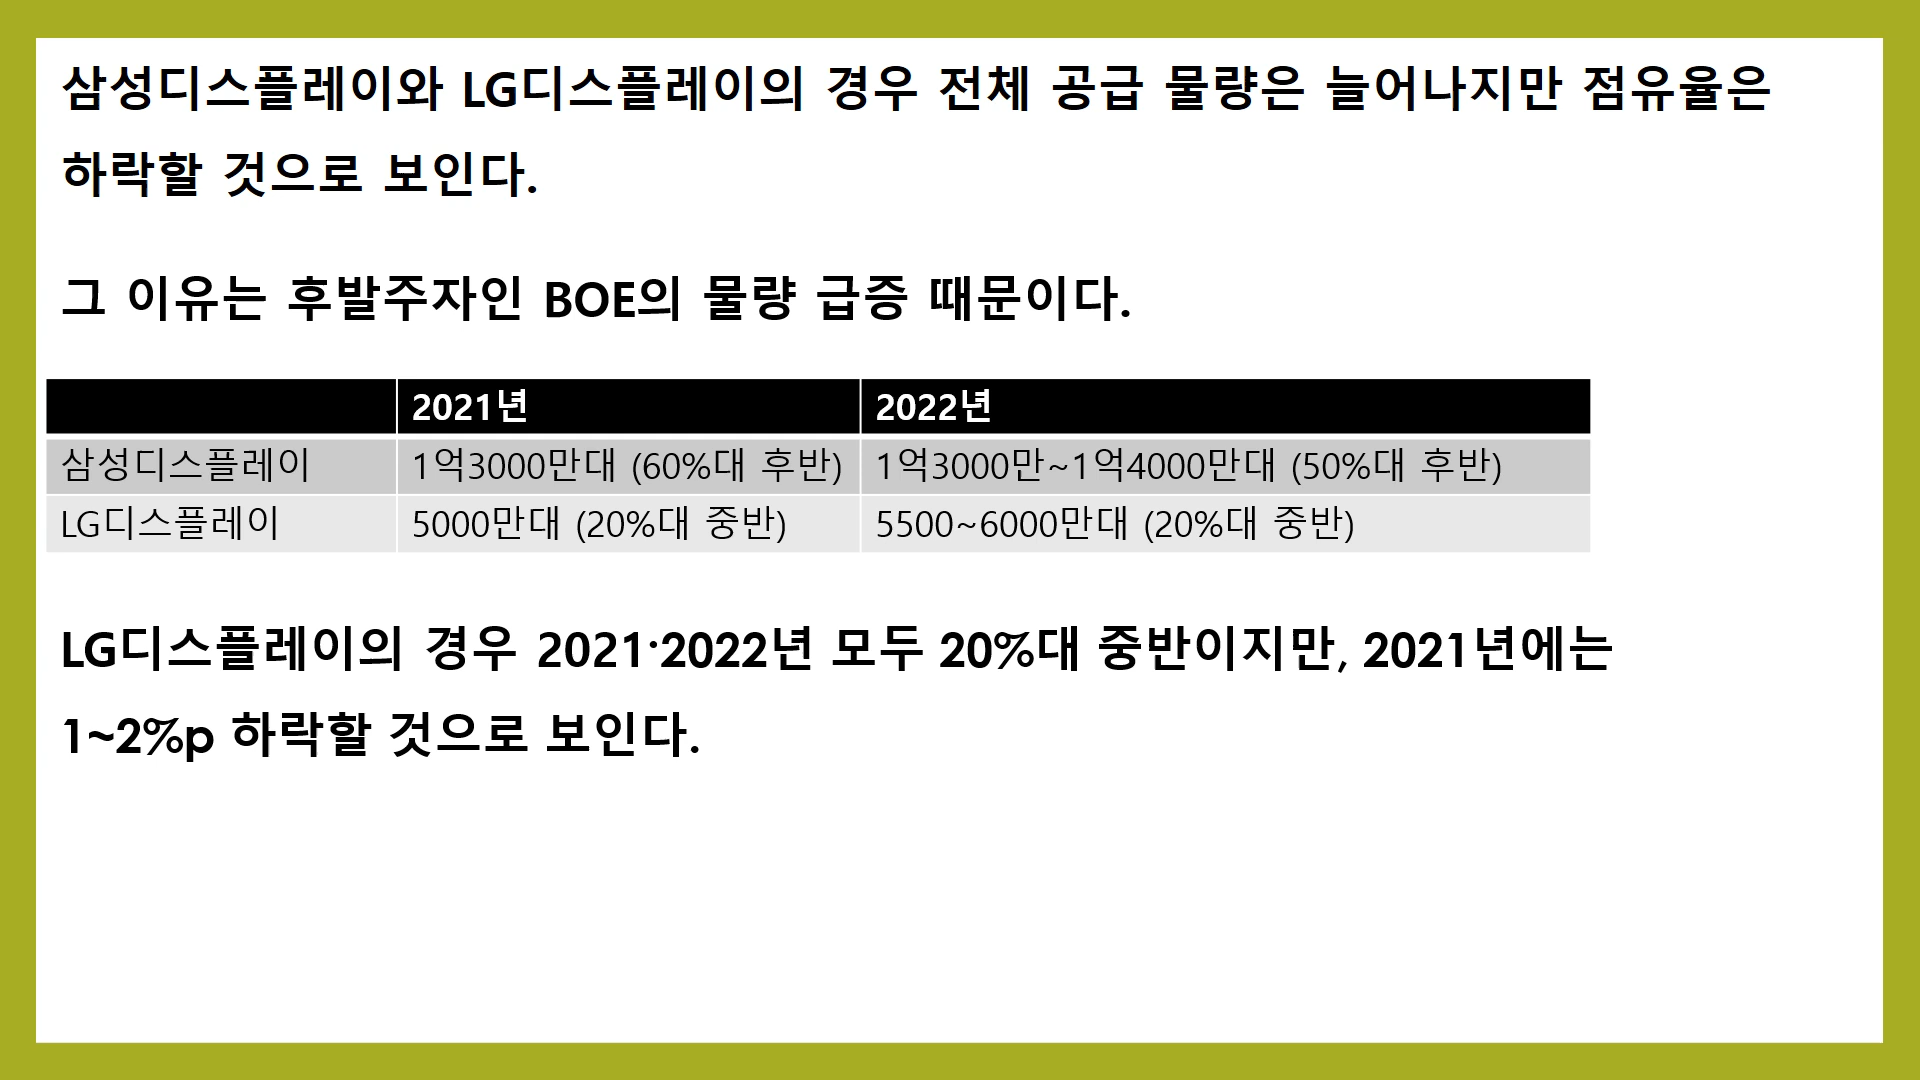 삼성디스플레이와 LG디스플레이의 경우 전체 공급 물량은 늘어나지만 점유율은
하락할 것으로 보인다.
그 이유는 후발주자인 BOE의 물량 급증 때문이다.
2021년 2022년
삼성디스플레이 1억3000만대 (60%대 후반) 1억3000만~1억4000만대 (50%대 후반)
LG디스플레이 5000만대 (20%대 중반) 5500~6000만대 (20%대 중반)
LG디스플레이의 경우 2021·2022년 모두 20%대 중반이지만, 2021년에는
1~2%p 하락할 것으로 보인다.